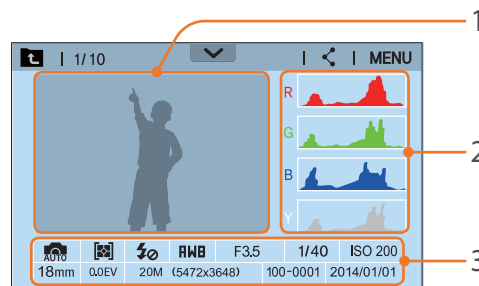 1
1/10 MENU
R
G
2
B
Y
AUTO AWB F3.5 1/40 ISO 200
3
18mm 0.0EV 20M (5472x3648) 100-0001 2014/01/01